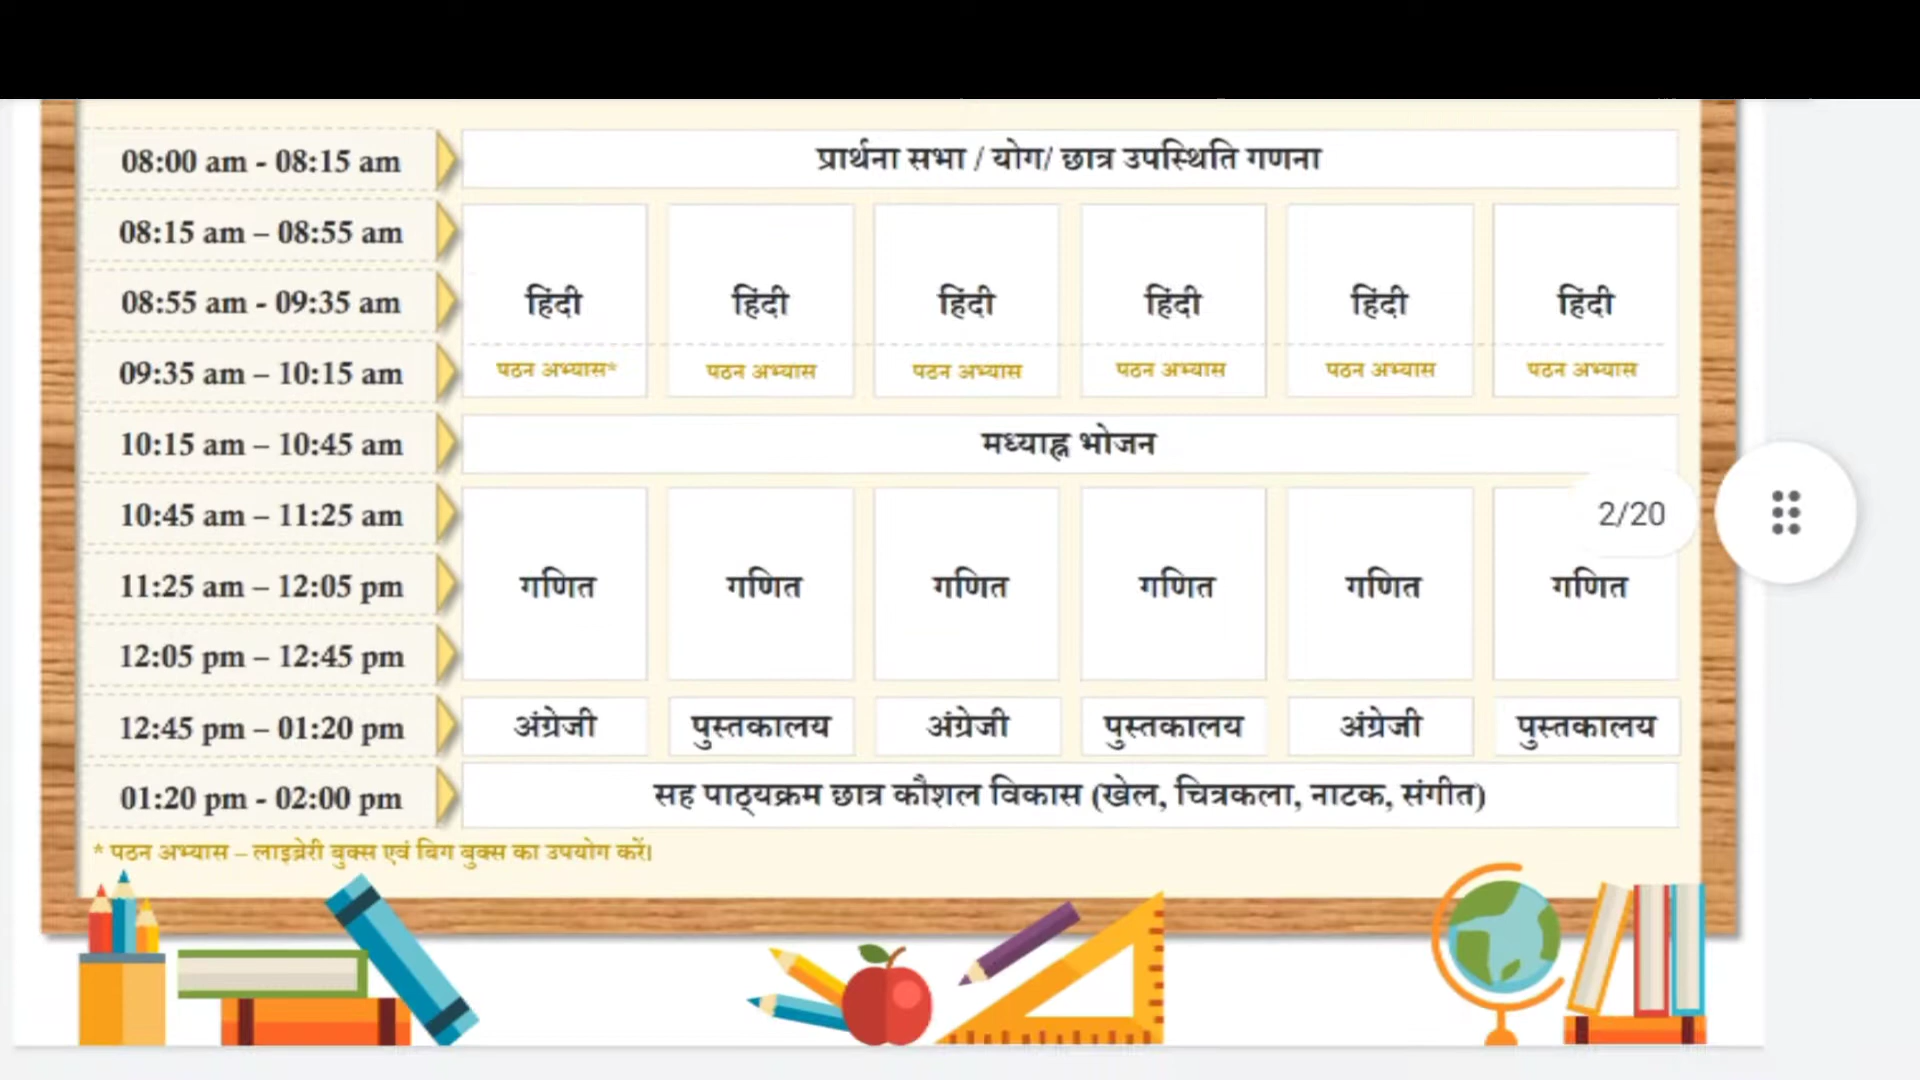 08:00 am - 08:15 am प्रार्थना सभा / योग/ छात्र उपस्थिति गणना
08:15 am – 08:55 am
08:55 am - 09:35 am हिंदी हिंदी हिंदी हिंदी हिंदी हिंदी
09:35 am – 10:15 am पठन अभ्यास* पठन अभ्यास पठन अभ्यास पठन अभ्यास पठन अभ्यास पठन अभ्यास
10:15 am – 10:45 am मध्याह्न भोजन
10:45 am – 11:25 am 2/20
11:25 am – 12:05 pm गणित गणित गणित गणित गणित गणित
12:05 pm – 12:45 pm
12:45 pm – 01:20 pm अंग्रेजी पुस्तकालय अंग्रेजी पुस्तकालय अंग्रेजी पुस्तकालय
01:20 pm - 02:00 pm सह पाठ्यक्रम छात्र कौशल विकास (खेल, चित्रकला, नाटक, संगीत)
* पठन अभ्यास – लाइब्रेरी बुक्स एवं बिग बुक्स का उपयोग करें।